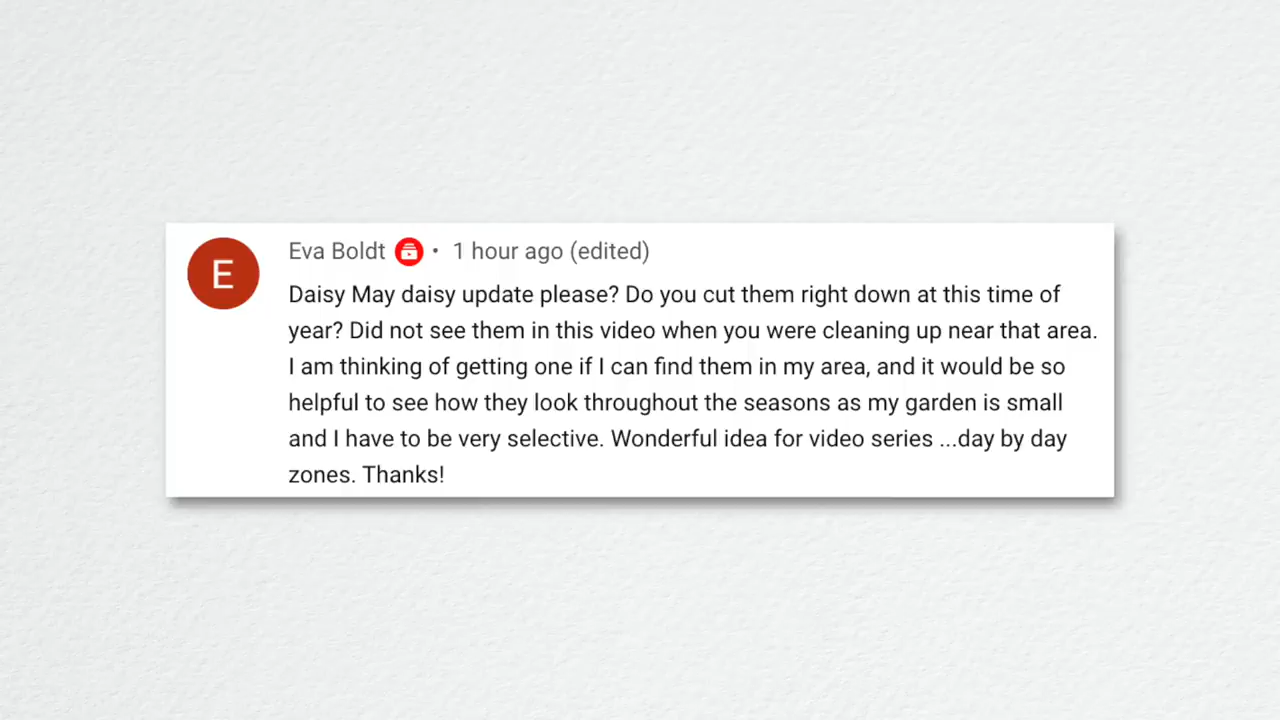 E
Eva Boldt • 1 hour ago (edited)
Daisy May daisy update please? Do you cut them right down at this time of
year? Did not see them in this video when you were cleaning up near that area.
I am thinking of getting one if I can find them in my area, and it would be so
helpful to see how they look throughout the seasons as my garden is small
and I have to be very selective. Wonderful idea for video series ...day by day
zones. Thanks!